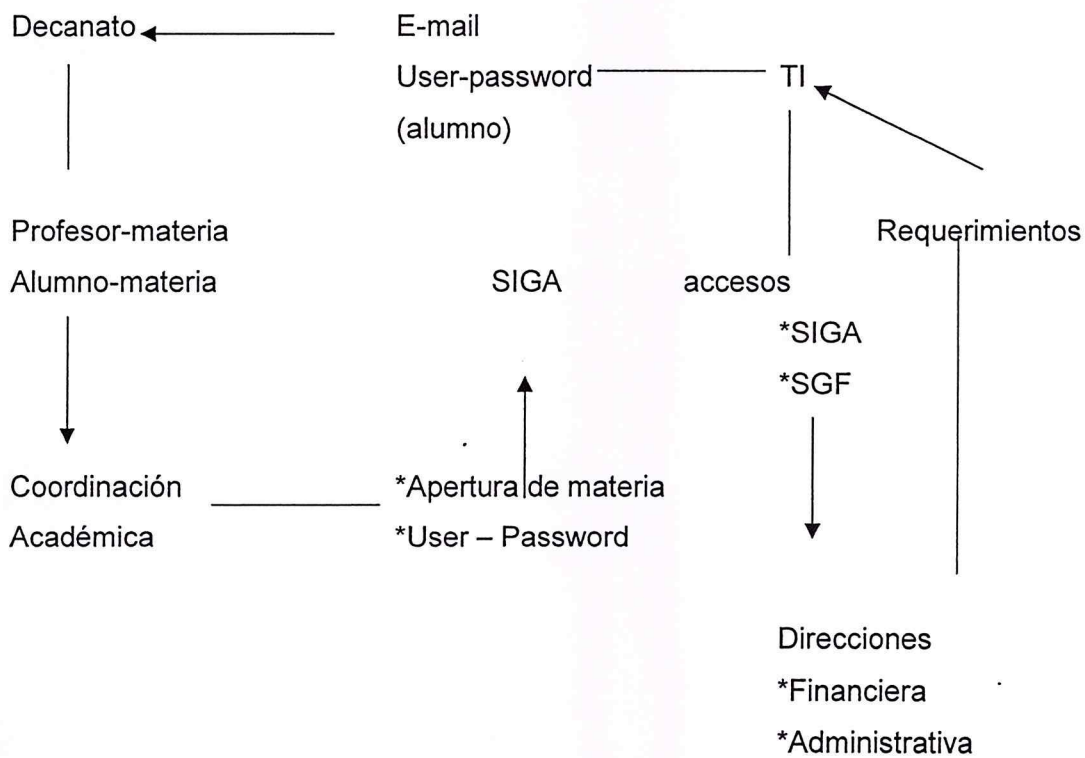 Decanato
E-mail
User-password
TI
(alumno)
Profesor-materia
Requerimientos
Alumno-materia
SIGA
accesos
*SIGA
*SGF
Coordinación
*Apertura de materia
Académica
*User – Password
Direcciones
*Financiera
*Administrativa